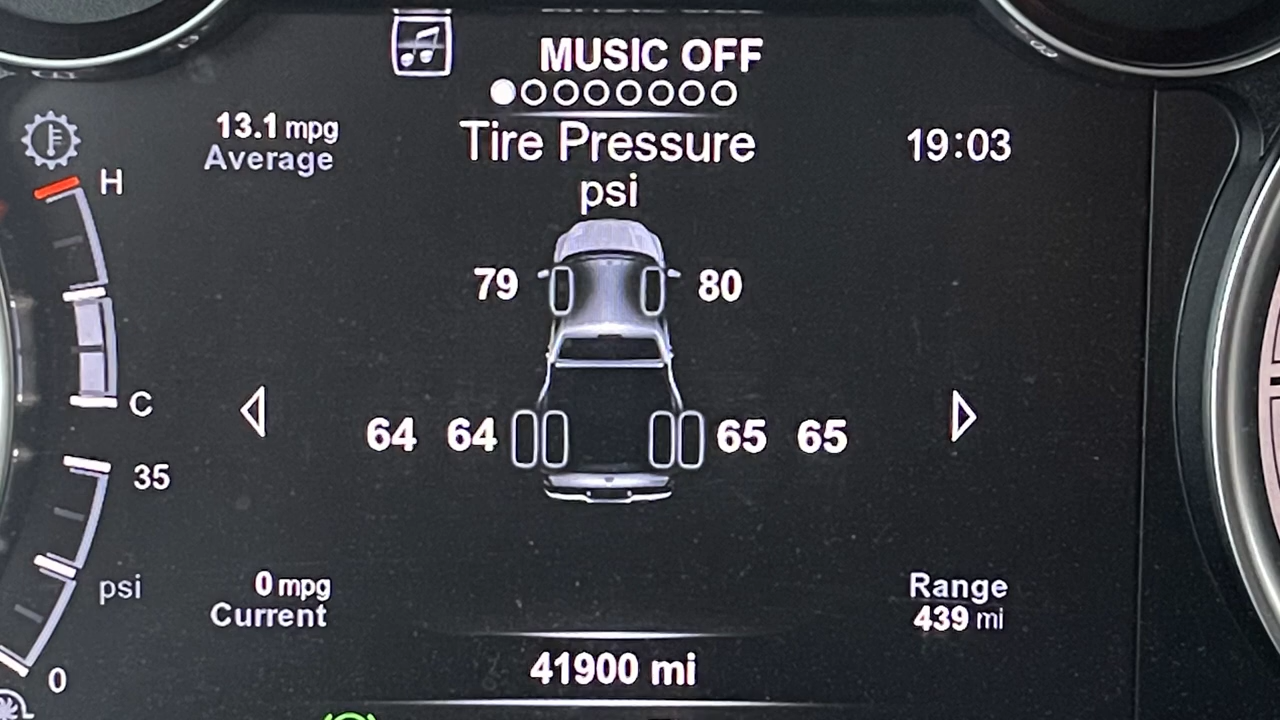 MUSIC OFF
13.1 mpg
Average
Tire Pressure
psi
19:03
H
79 80
C
64 64 65 65
35
psi
0 mpg
Current
Range
439 mi
0
41900 mi